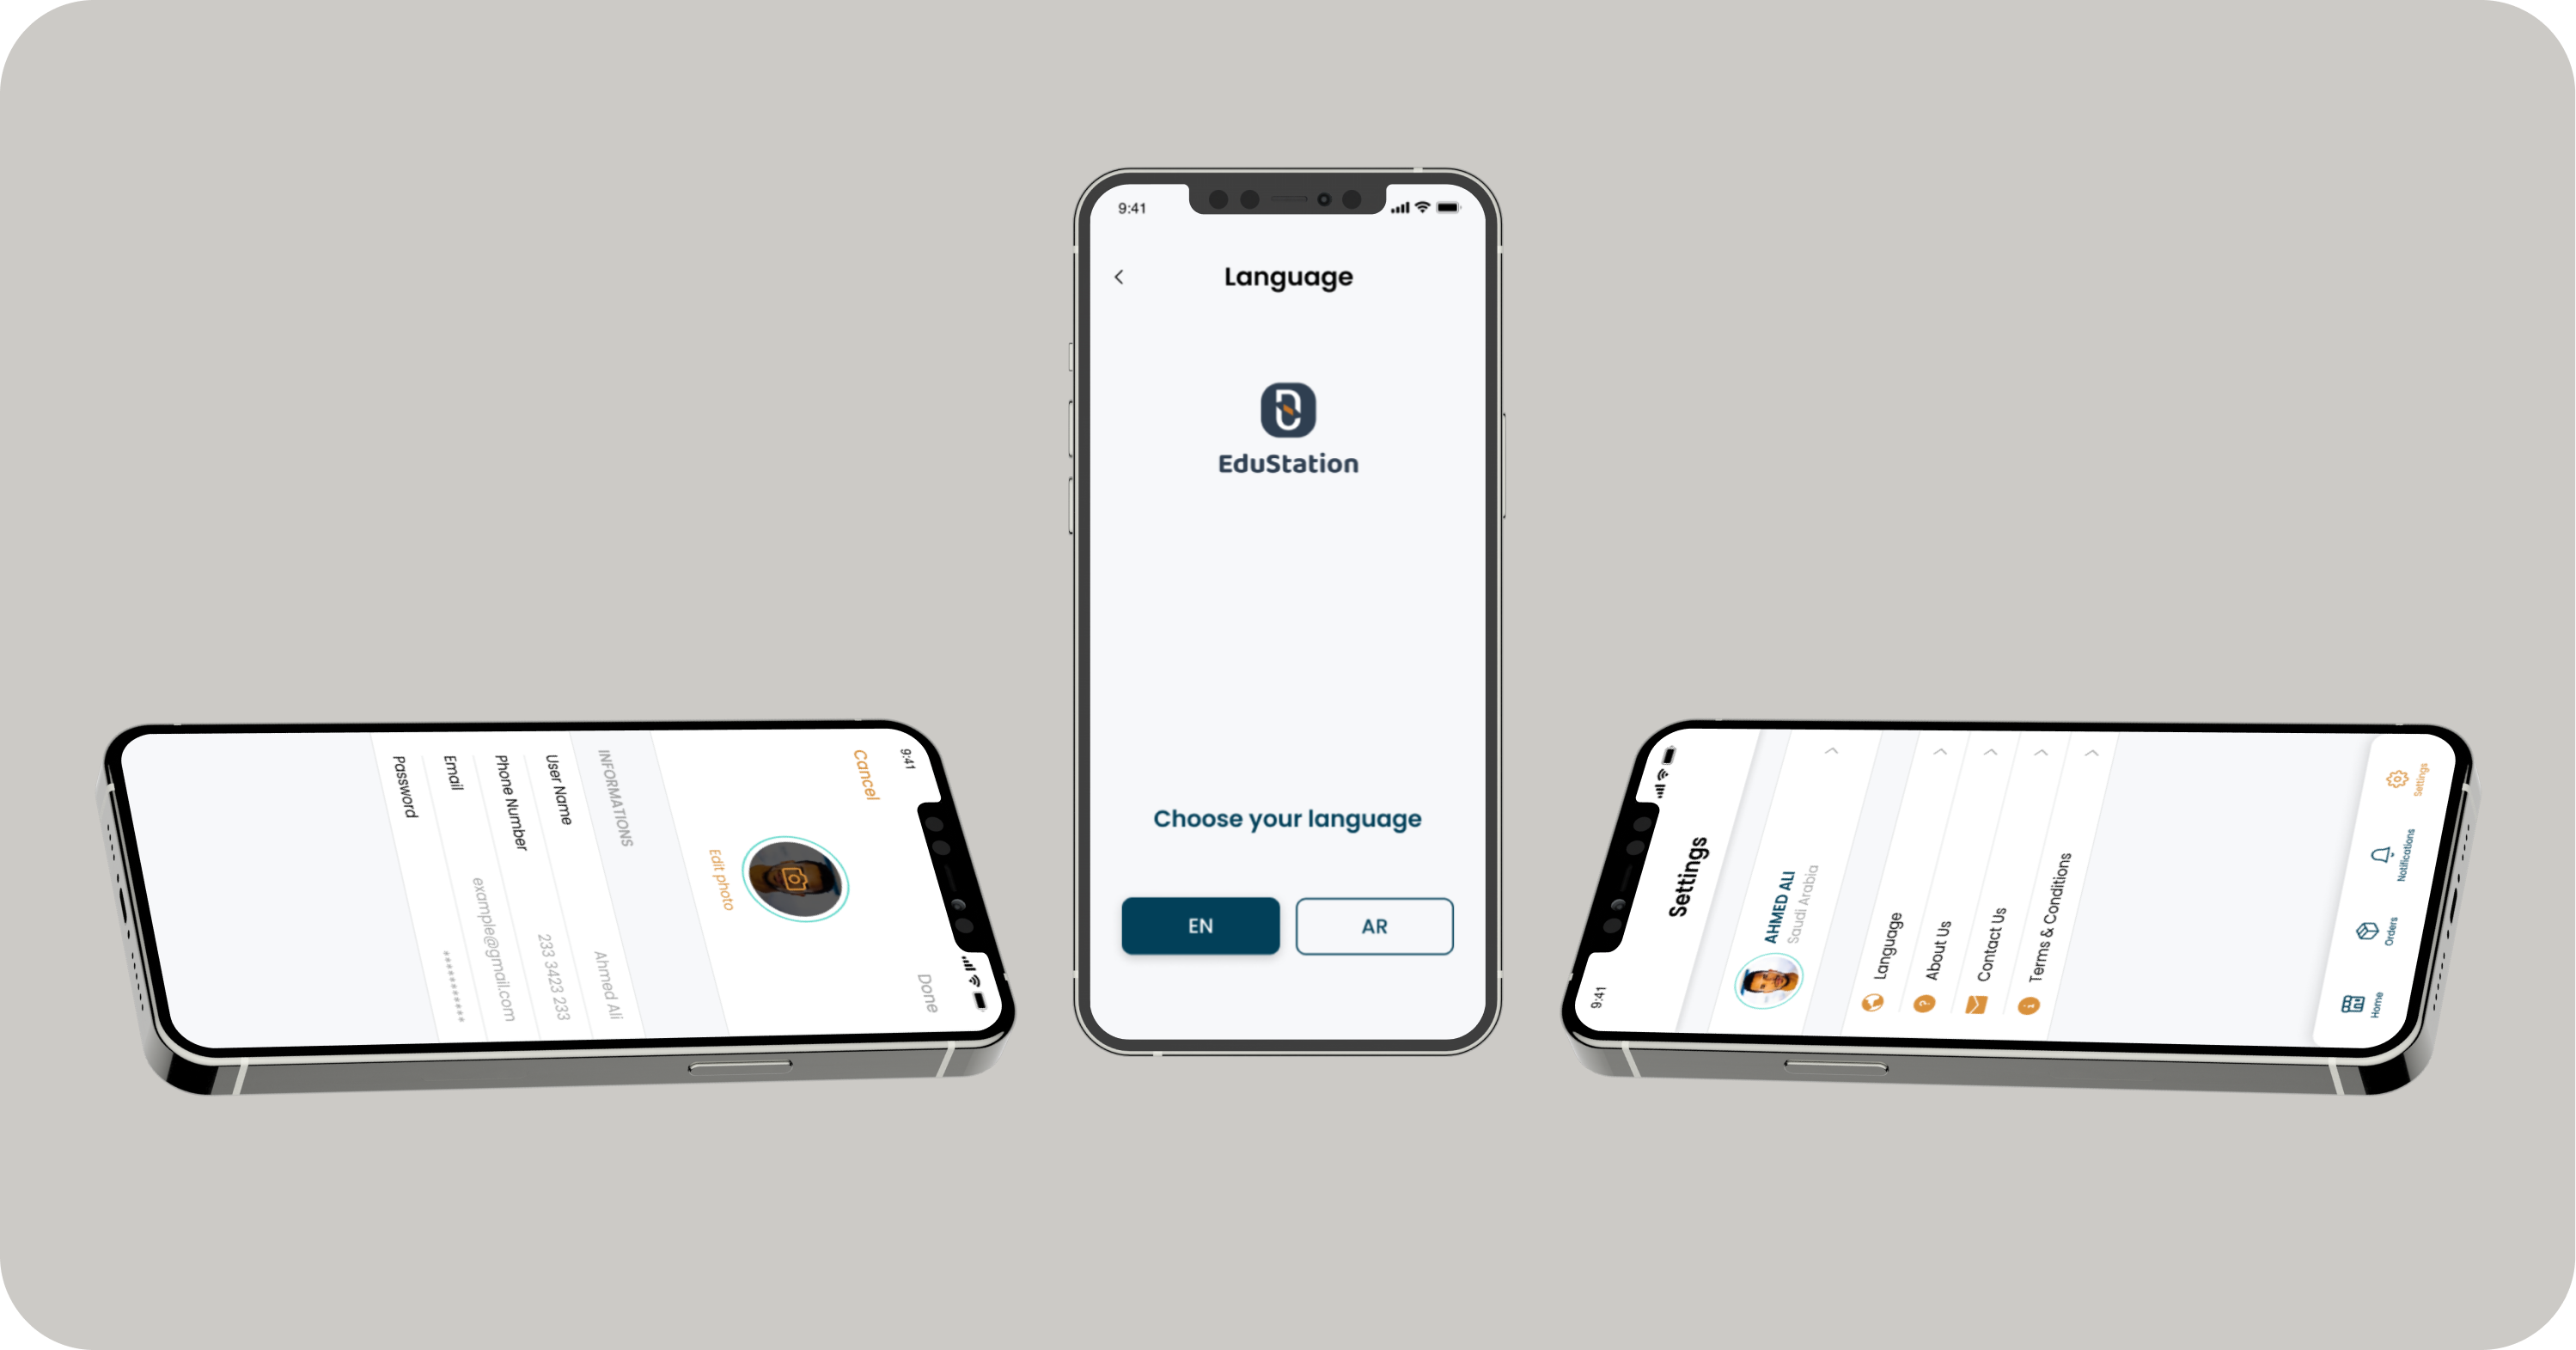 9:41
Cancel
Done
Edit photo
INFORMATIONS
User Name Ahmed Ali
Phone Number 233 3423 233
Email example@gmail.com
Password **********
9:41
Language
EduStation
Choose your language
EN AR
9:41
Settings
AHMED ALI
Saudi Arabia
Language
About Us
Contact Us
Terms & Conditions
Home Orders Notifications Settings